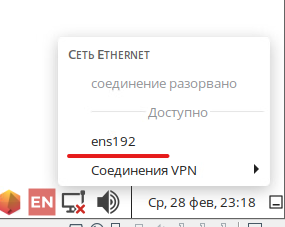 Сеть Ethernet
соединение разорвано
Доступно
ens192
Соединения VPN
EN
Ср, 28 фев, 23:18